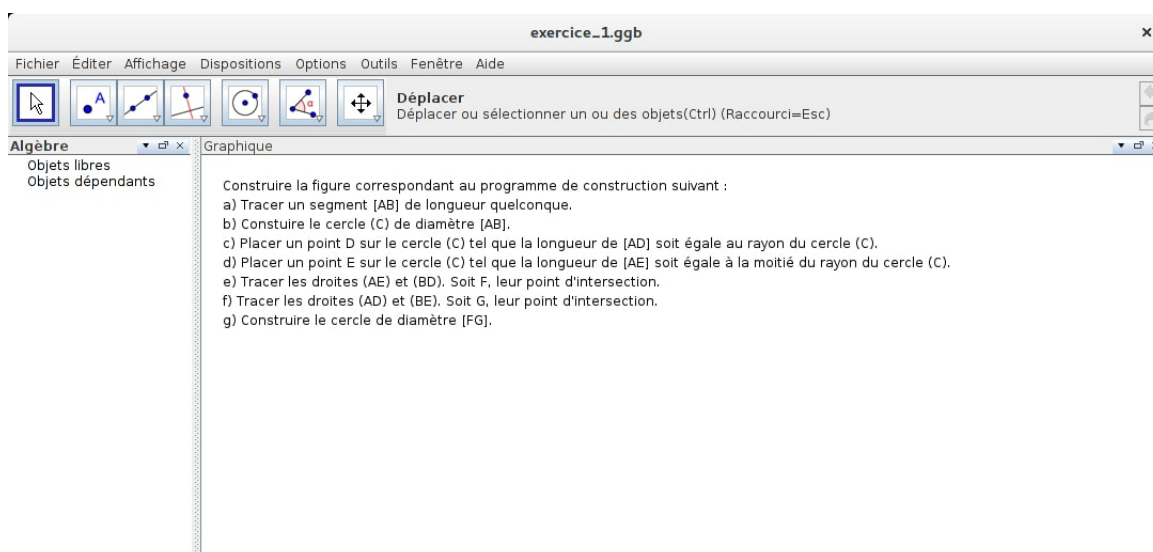 exercice_1.ggb
×
Fichier Éditer Affichage Dispositions Options Outils Fenêtre Aide
A
α
Déplacer
Déplacer ou sélectionner un ou des objets(Ctrl) (Raccourci=Esc)
Algèbre
Graphique
Objets libres
Objets dépendants
Construire la figure correspondant au programme de construction suivant :
a) Tracer un segment [AB] de longueur quelconque.
b) Constuire le cercle (C) de diamètre [AB].
c) Placer un point D sur le cercle (C) tel que la longueur de [AD] soit égale au rayon du cercle (C).
d) Placer un point E sur le cercle (C) tel que la longueur de [AE] soit égale à la moitié du rayon du cercle (C).
e) Tracer les droites (AE) et (BD). Soit F, leur point d'intersection.
f) Tracer les droites (AD) et (BE). Soit G, leur point d'intersection.
g) Construire le cercle de diamètre [FG].